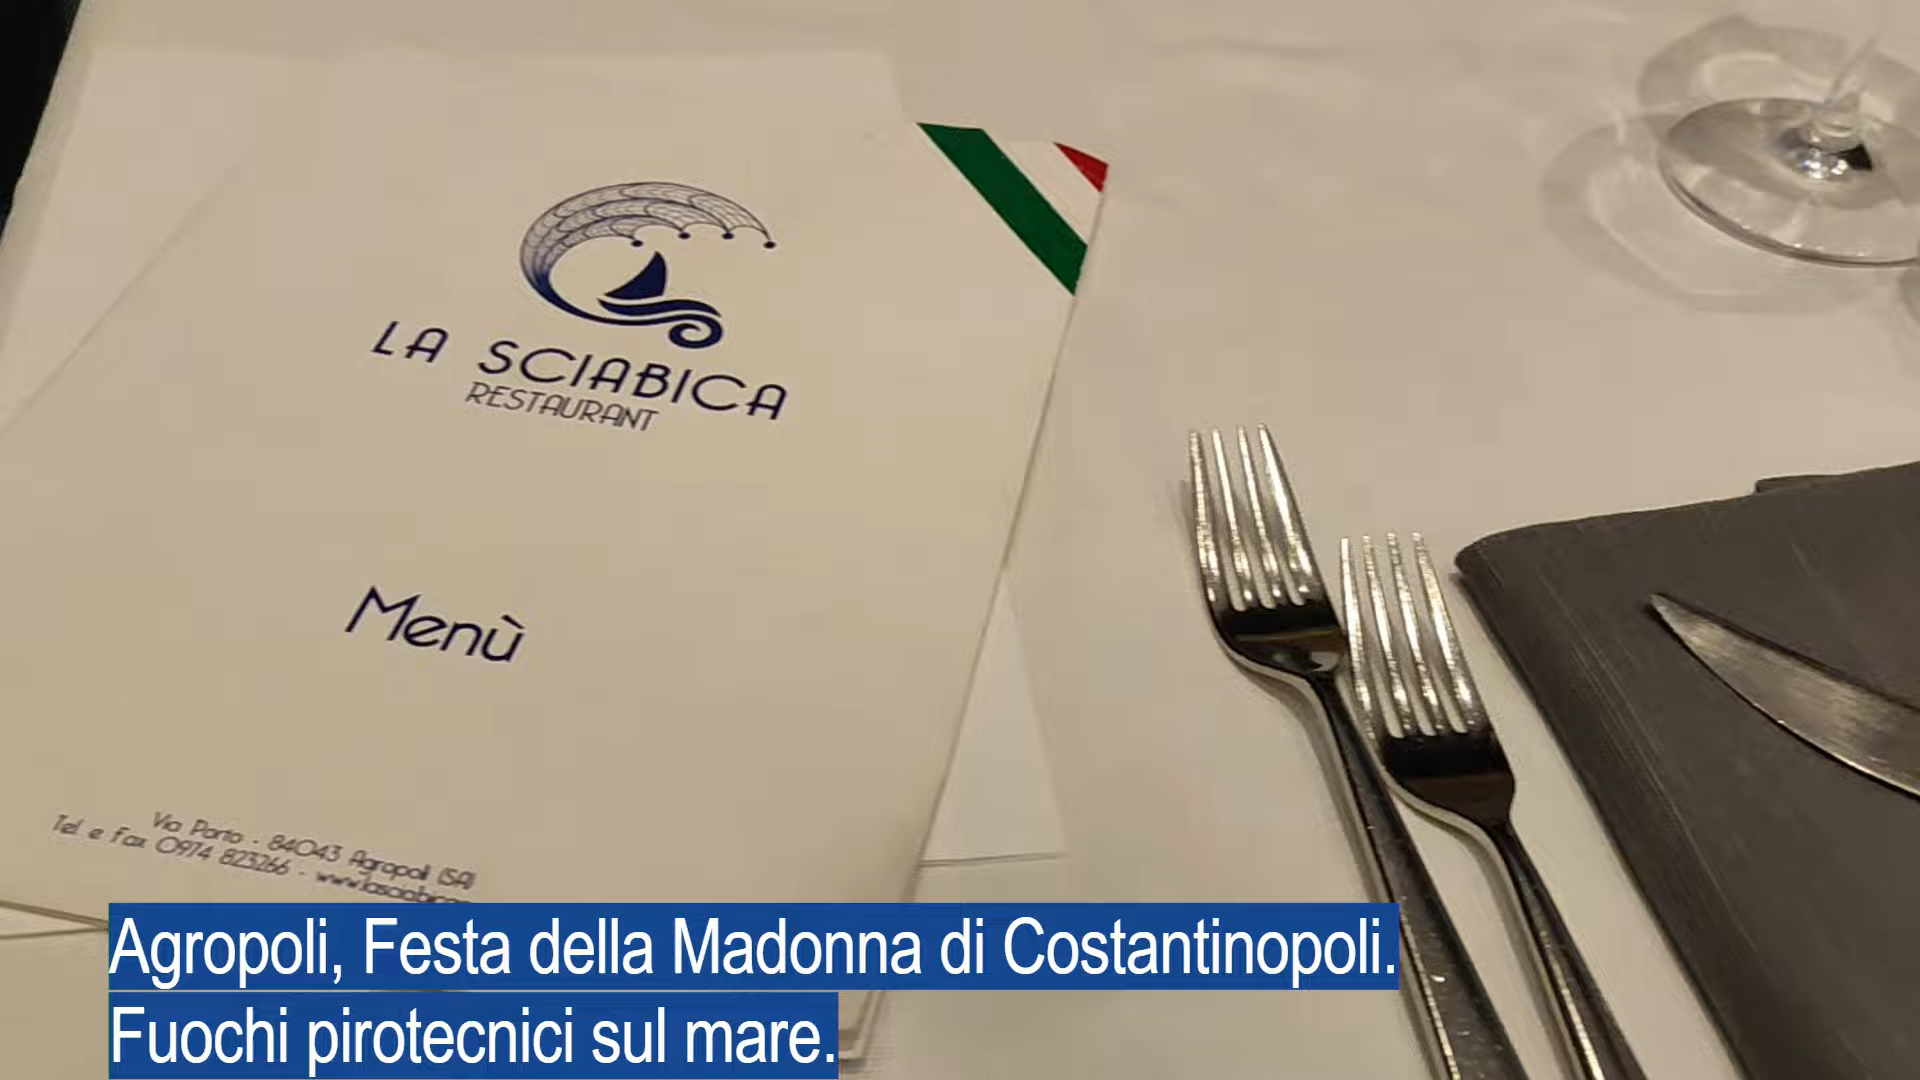 LA SCIABICA
RESTAURANT
Menù
Via Porto - 84043 Agropoli (SA)
Tel. e Fax 0974 823266 -
Agropoli, Festa della Madonna di Costantinopoli.
Fuochi pirotecnici sul mare.